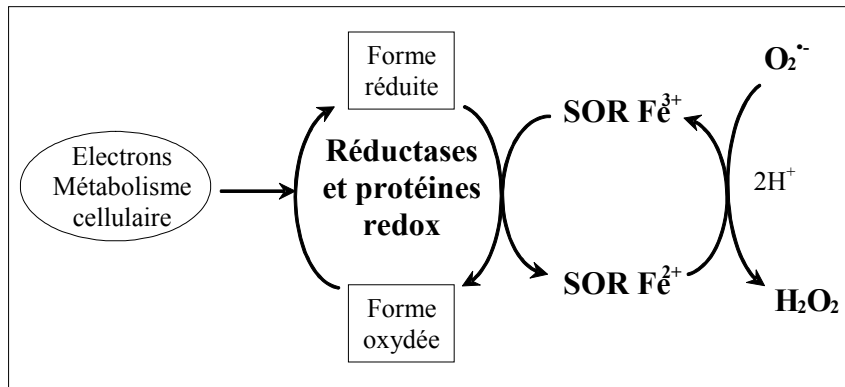 Forme
réduite
Electrons
Métabolisme
cellulaire
Réductases
et protéines
redox
Forme
oxydée
SOR Fe³⁺
SOR Fe²⁺
O₂•⁻
2H⁺
H₂O₂